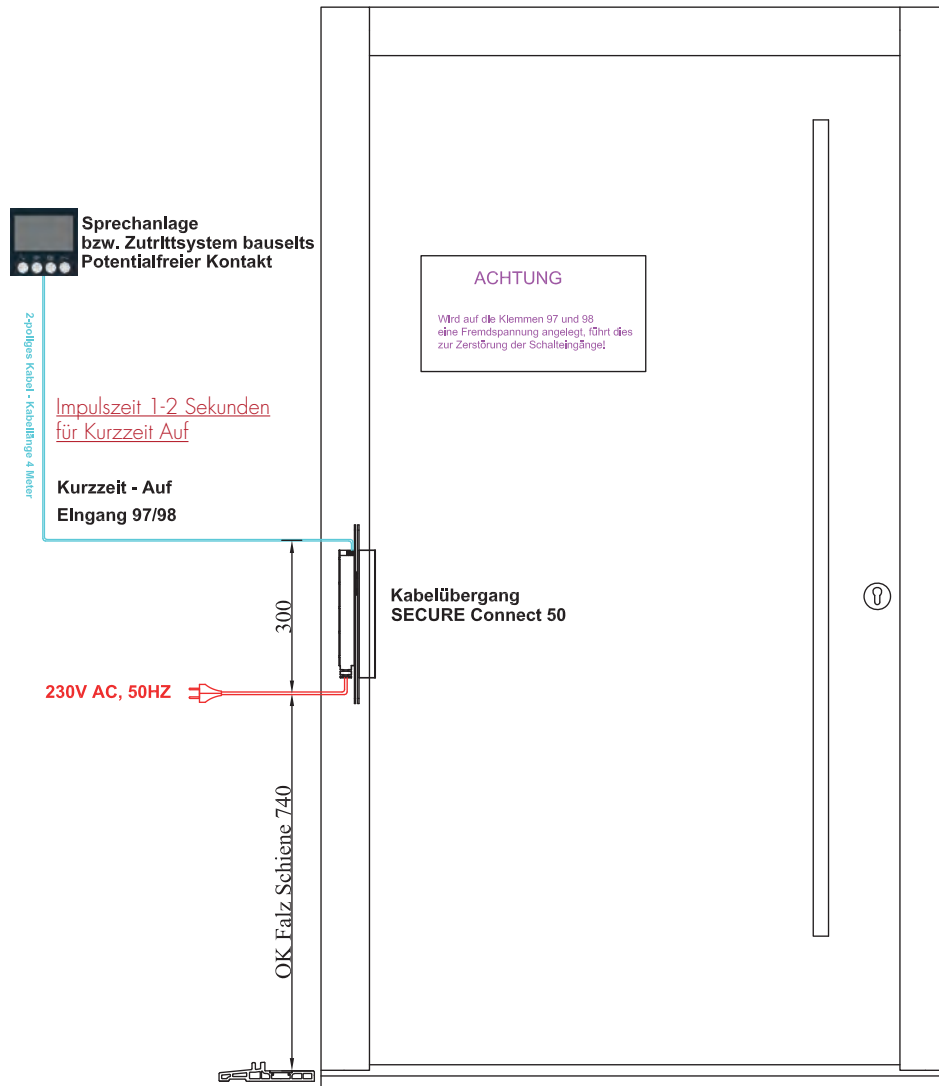 Sprechanlage
bzw. Zutrittsystem bauseits
Potentialfreier Kontakt
ACHTUNG
Wird auf die Klemmen 97 und 98
eine Fremdspannung angelegt, führt dies
zur Zerstörung der Schalteingänge!
2-poliges Kabel - Kabellänge 4 Meter
Impulszeit 1-2 Sekunden
für Kurzzeit Auf
Kurzzeit - Auf
Eingang 97/98
300
Kabelübergang
SECURE Connect 50
230V AC, 50HZ
OK Falz Schiene 740